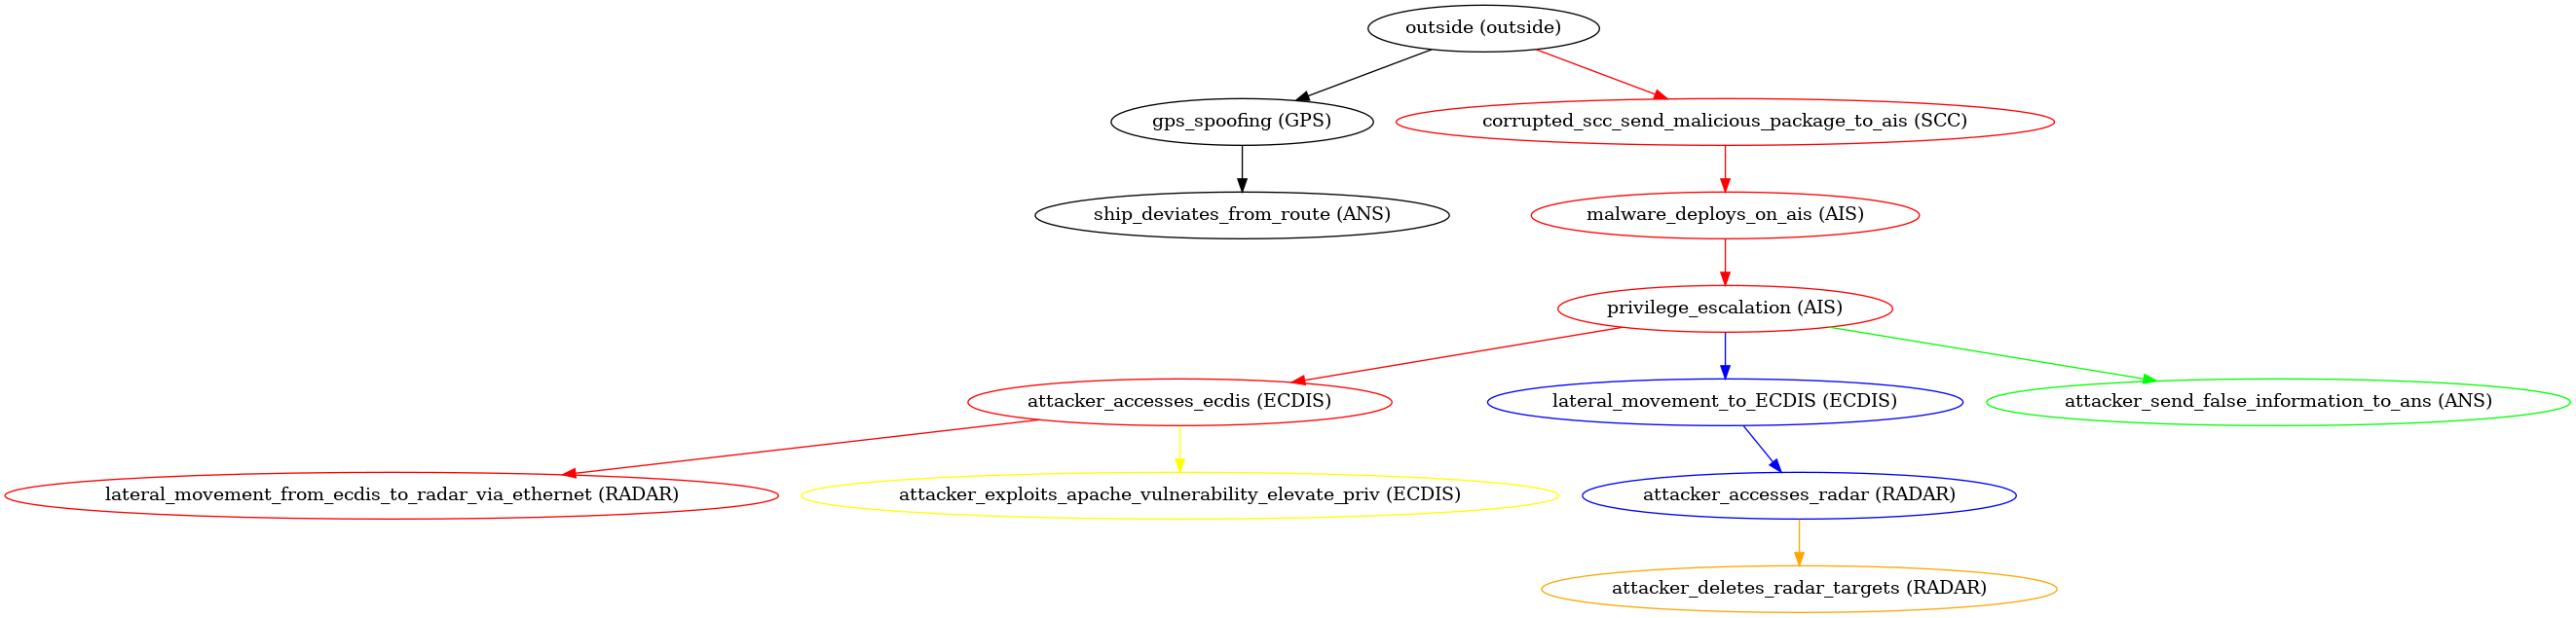 outside (outside)
gps_spoofing (GPS)
corrupted_scc_send_malicious_package_to_ais (SCC)
ship_deviates_from_route (ANS)
malware_deploys_on_ais (AIS)
privilege_escalation (AIS)
attacker_accesses_ecdis (ECDIS)
lateral_movement_to_ECDIS (ECDIS)
attacker_send_false_information_to_ans (ANS)
lateral_movement_from_ecdis_to_radar_via_ethernet (RADAR)
attacker_exploits_apache_vulnerability_elevate_priv (ECDIS)
attacker_accesses_radar (RADAR)
attacker_deletes_radar_targets (RADAR)